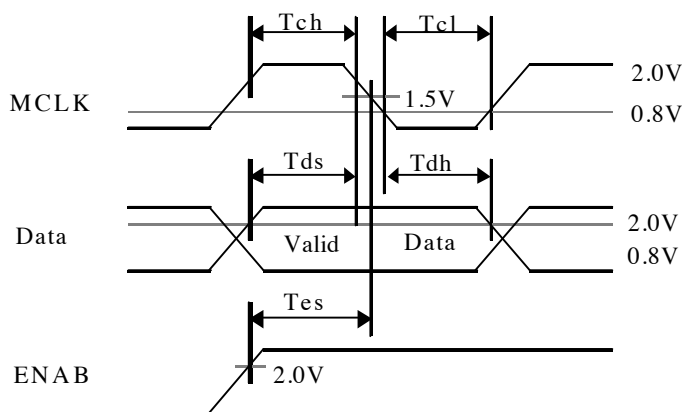 Tch Tcl
2.0V
MCLK 1.5V
0.8V
Tds Tdh
2.0V
Data Valid Data
0.8V
Tes
ENAB 2.0V